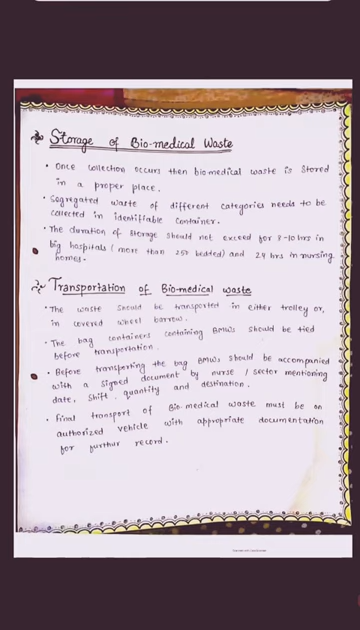 Storage of Bio-medical Waste
• Once collection occurs then biomedical waste is stored
in a proper place.
• Segregated waste of different categories needs to be
collected in identifiable container.
• The duration of storage should not exceed for 8-10 hrs in
big hospitals (more than 250 bedded) and 24 hrs in nursing
homes.
Transportation of Bio-medical waste
• The waste should be transported in either trolley or,
in covered wheel barrow.
• The bag containers containing BMWs should be tied
before transportation.
• Before transporting the bag BMWs should be accompanied
with a signed document by nurse / sector mentioning
date, shift, quantity and destination.
• Final transport of Bio-medical waste must be on
authorized vehicle with appropriate documentation
for furthur record.